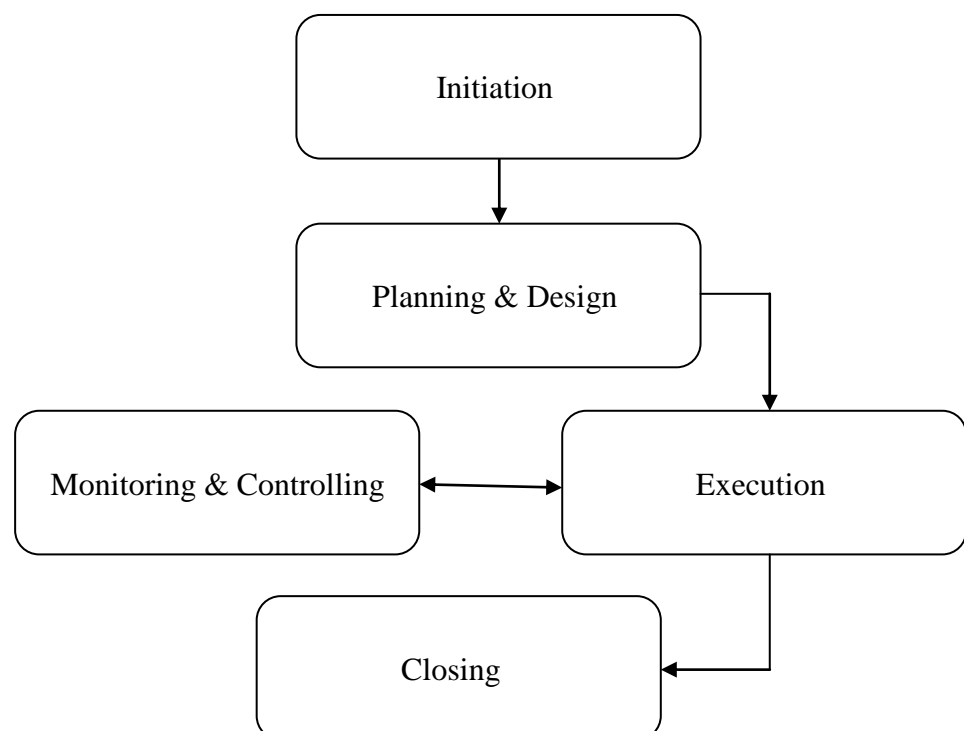 Initiation
Planning & Design
Monitoring & Controlling
Execution
Closing